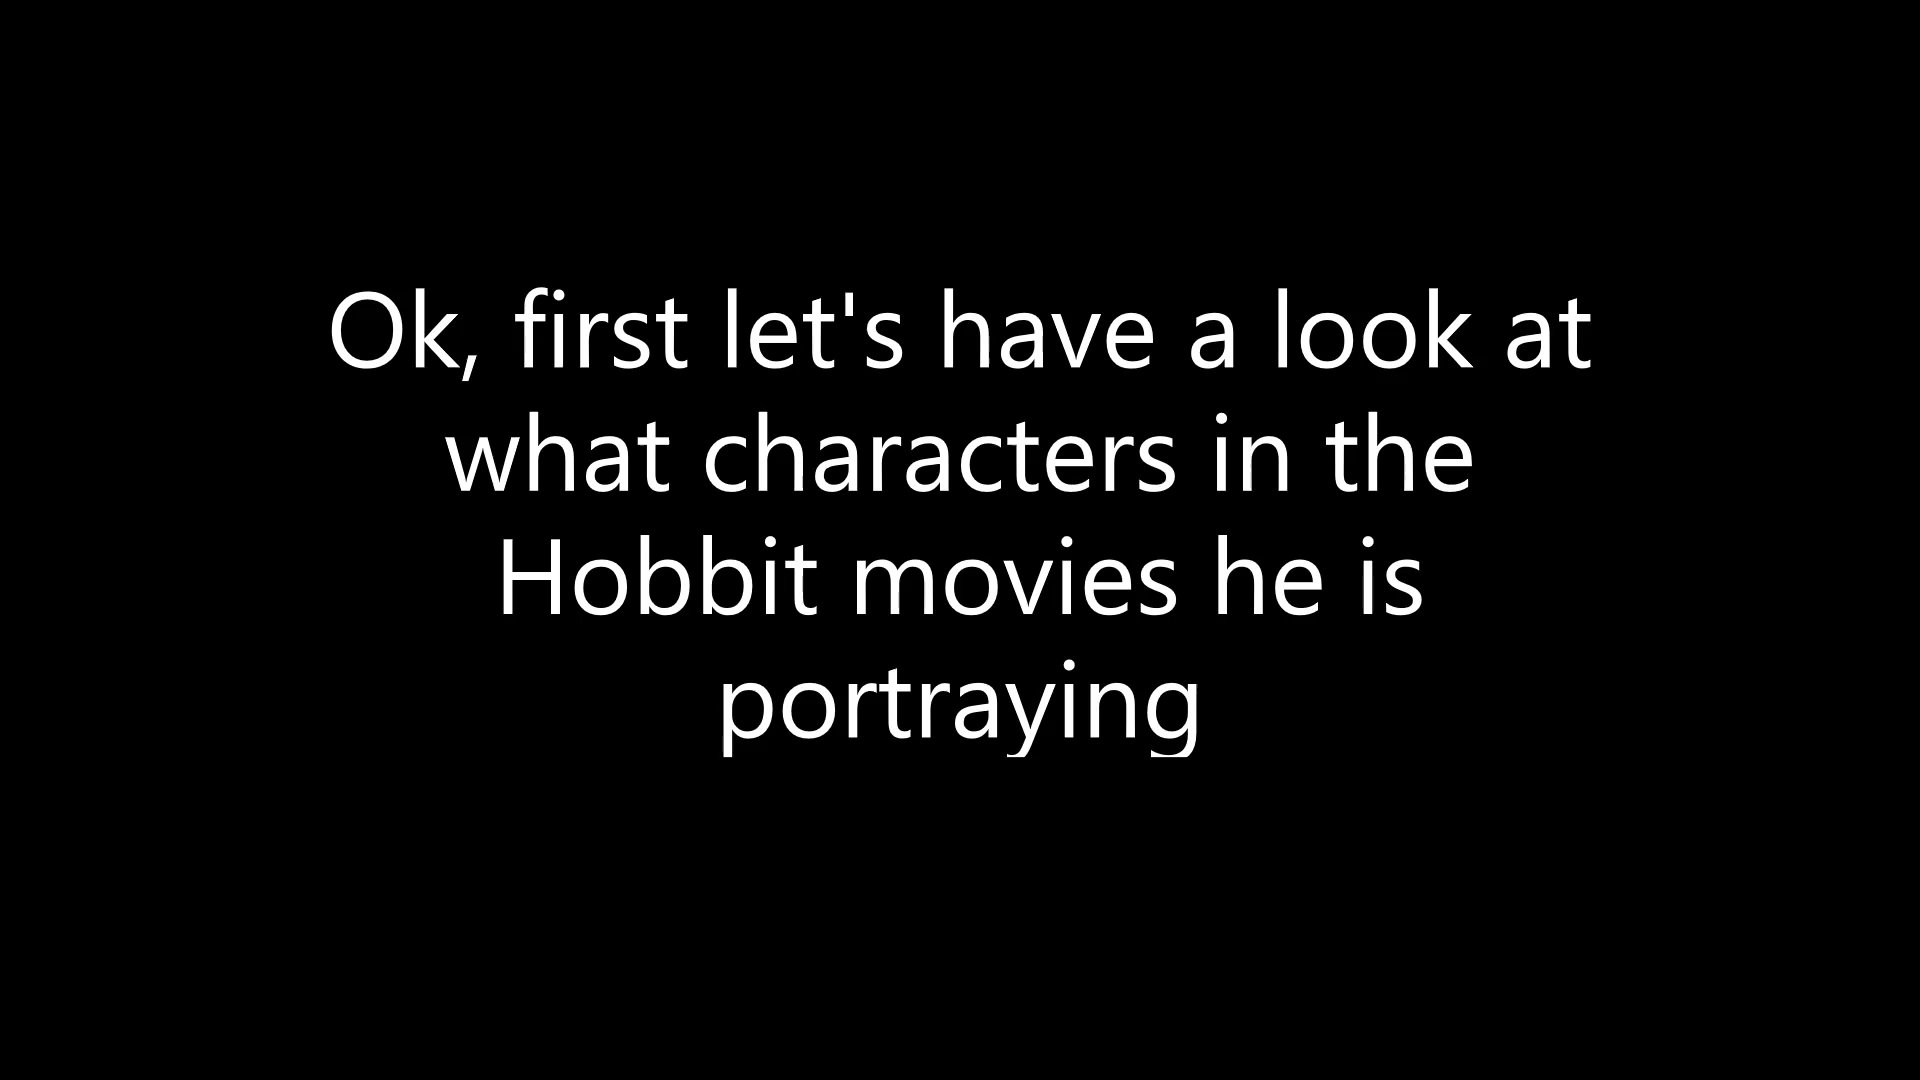 Ok, first let's have a look at
what characters in the
Hobbit movies he is
portraying